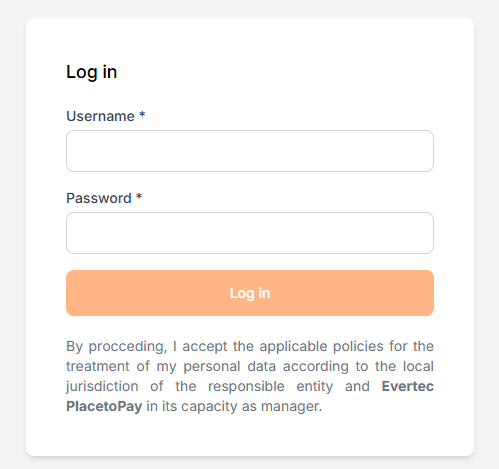 Log in
Username *
Password *
Log in
By procceding, I accept the applicable policies for the
treatment of my personal data according to the local
jurisdiction of the responsible entity and Evertec
PlacetoPay in its capacity as manager.